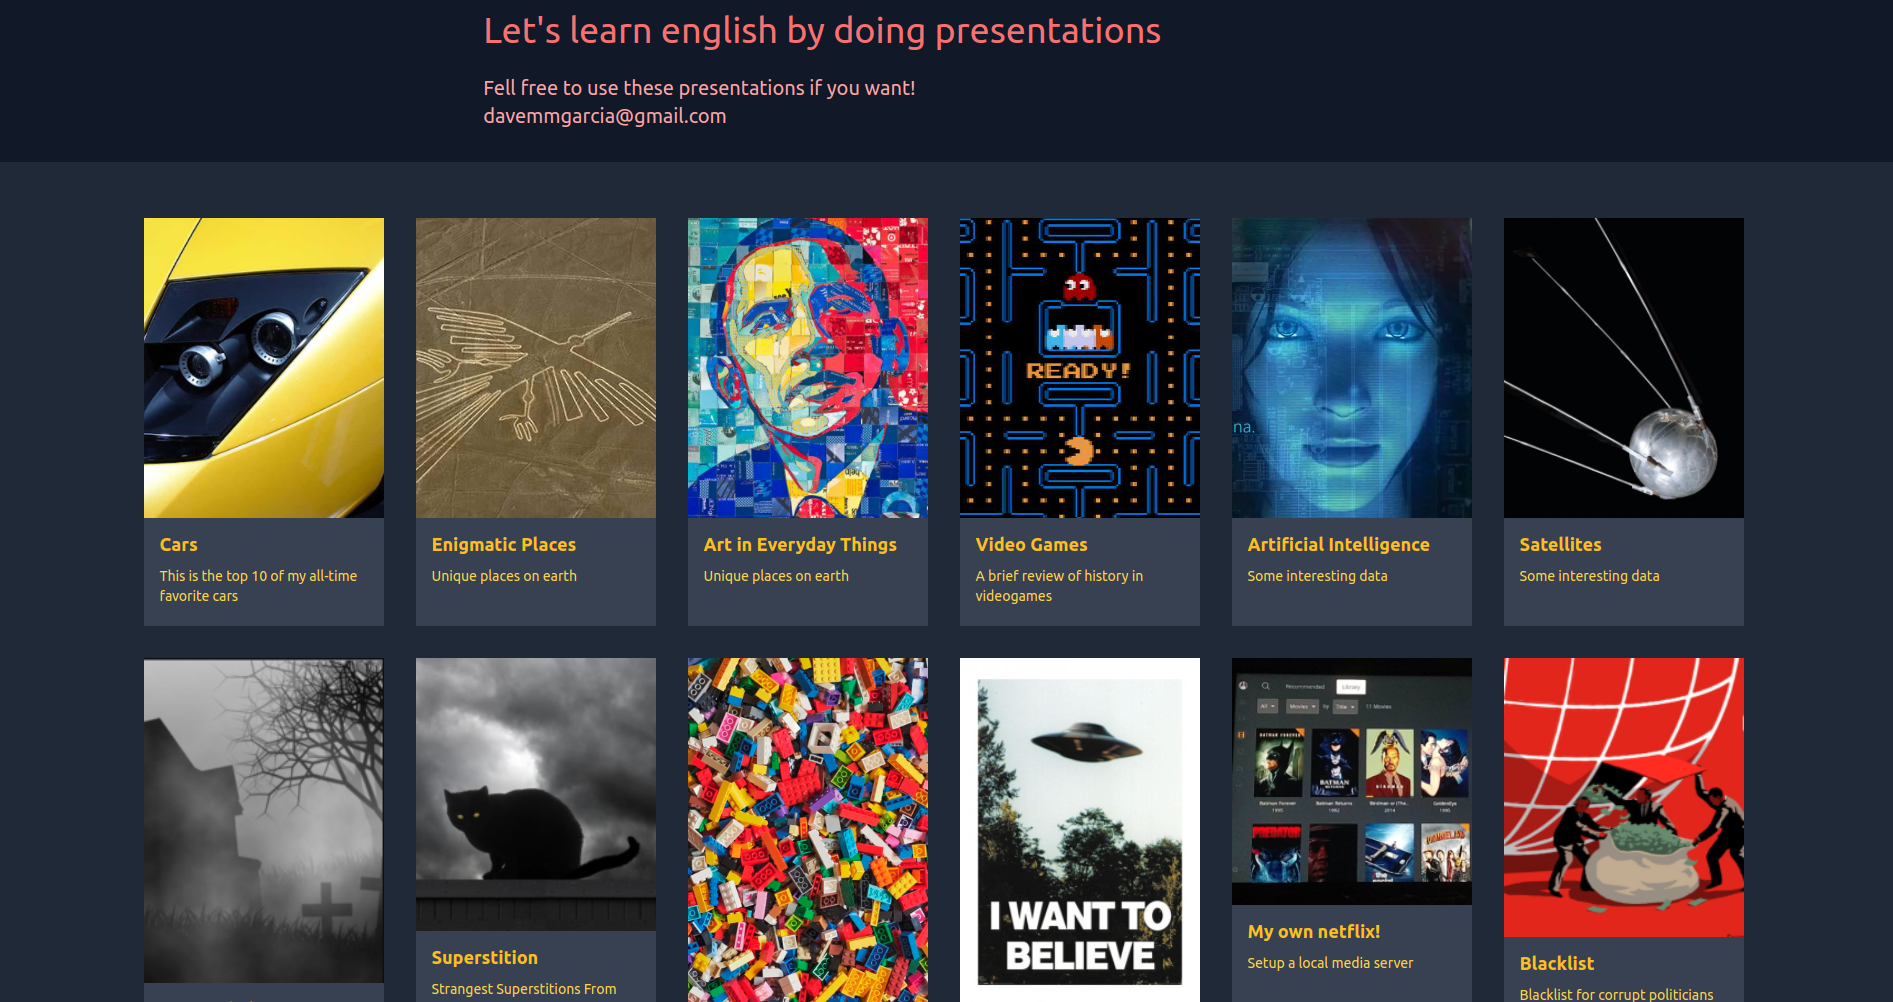 Let's learn english by doing presentations
Fell free to use these presentations if you want!
davemmgarcia@gmail.com
READY!
na.
Cars
This is the top 10 of my all-time
favorite cars
Enigmatic Places
Unique places on earth
Art in Everyday Things
Unique places on earth
Video Games
A brief review of history in
videogames
Artificial Intelligence
Some interesting data
Satellites
Some interesting data
Recommended
Library
All
Movies
by
Title
11 Movies
BATMAN FOREVER
BATMAN
Batman Forever
1995
Batman Returns
1992
Birdman or (The...
2014
GoldenEye
1995
PREDATOR
I WANT TO
BELIEVE
My own netflix!
Setup a local media server
Superstition
Strangest Superstitions From
Blacklist
Blacklist for corrupt politicians